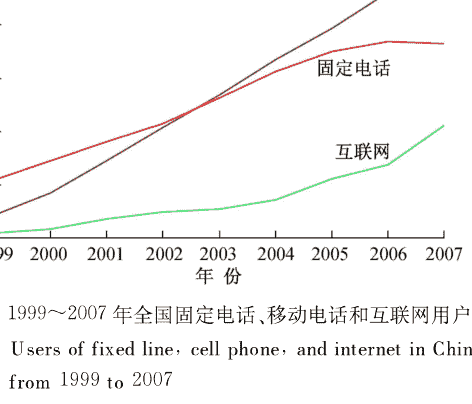 固定电话
互联网
99 2000 2001 2002 2003 2004 2005 2006 2007
年 份
1999～2007 年全国固定电话、移动电话和互联网用户
Users of fixed line, cell phone, and internet in Chin
from 1999 to 2007